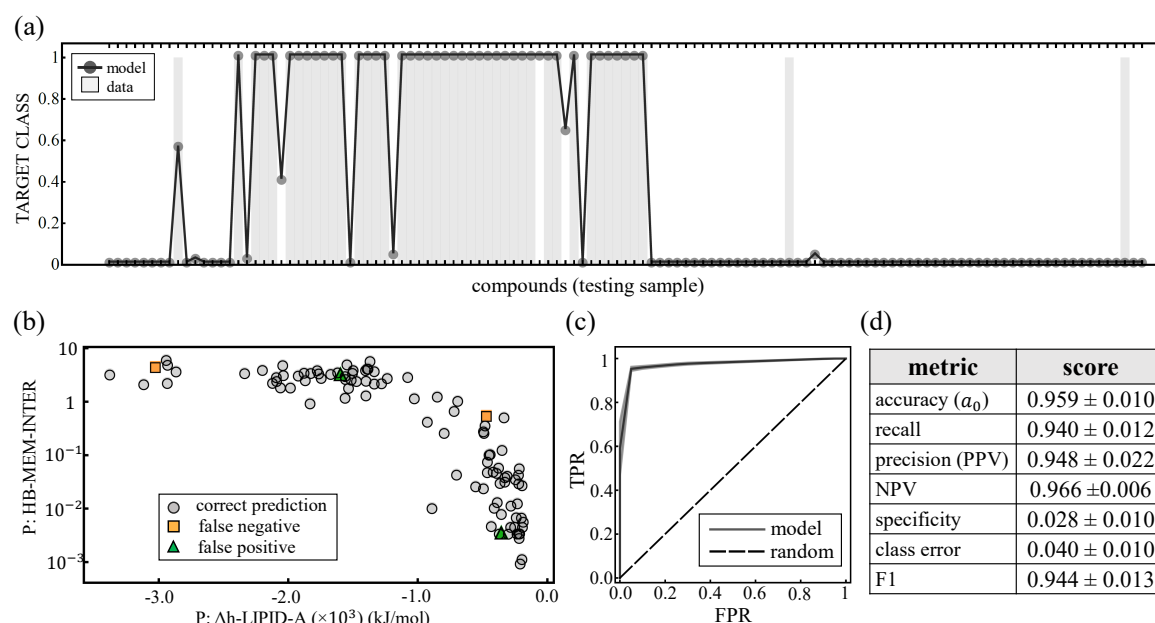 (a)
TARGET CLASS
1
0.8
0.6
0.4
0.2
0
model
data
compounds (testing sample)
(b)
P: HB-MEM-INTER
10
1
10⁻¹
10⁻²
10⁻³
correct prediction
false negative
false positive
-3.0 -2.0 -1.0 0.0
P: Δh-LIPID-A (×10³) (kJ/mol)
(c)
TPR
1
0.8
0.6
0.4
0.2
0.0
model
random
0.0 0.2 0.4 0.6 0.8 1
FPR
(d)
metric score
accuracy (a₀) 0.959 ± 0.010
recall 0.940 ± 0.012
precision (PPV) 0.948 ± 0.022
NPV 0.966 ±0.006
specificity 0.028 ± 0.010
class error 0.040 ± 0.010
F1 0.944 ± 0.013